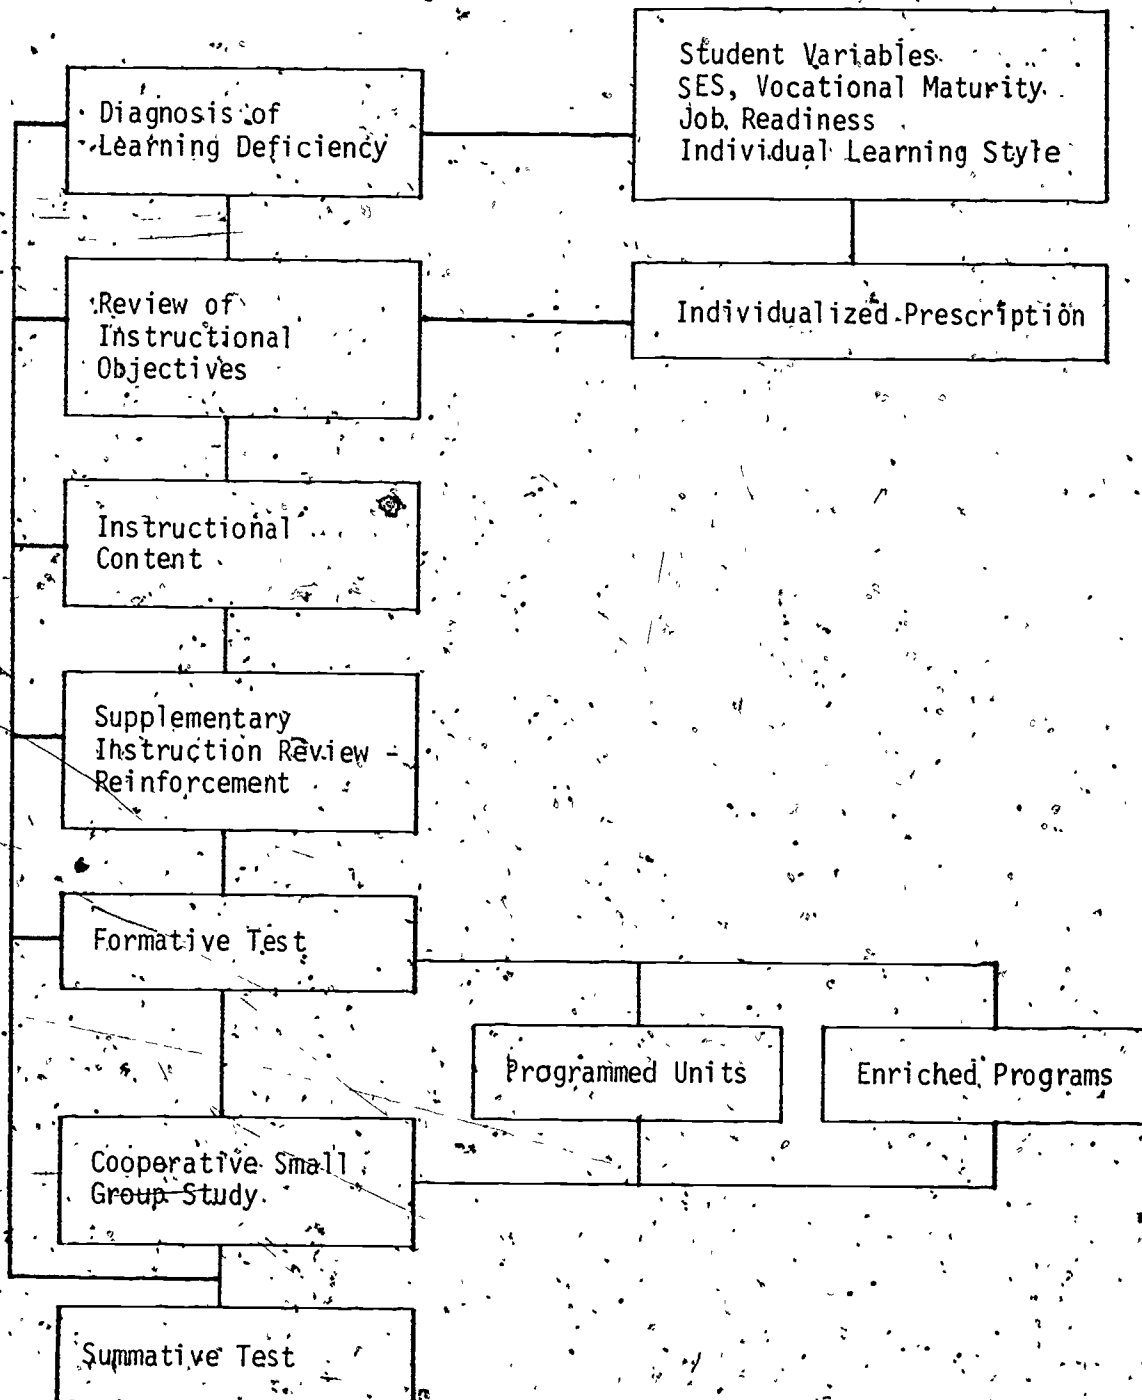 Diagnosis of
Learning Deficiency
Student Variables
SES, Vocational Maturity
Job Readiness
Individual Learning Style
Review of
Instructional
Objectives
Individualized Prescription
Instructional
Content
Supplementary
Instruction Review -
Reinforcement
Formative Test
Programmed Units
Enriched Programs
Cooperative Small
Group Study
Summative Test